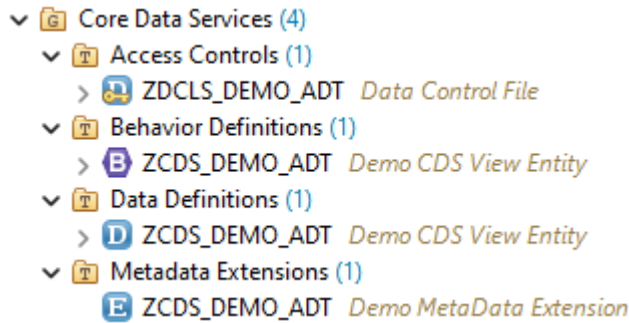 G Core Data Services (4)
T Access Controls (1)
D ZDCLS_DEMO_ADT Data Control File
T Behavior Definitions (1)
B ZCDS_DEMO_ADT Demo CDS View Entity
T Data Definitions (1)
D ZCDS_DEMO_ADT Demo CDS View Entity
T Metadata Extensions (1)
E ZCDS_DEMO_ADT Demo MetaData Extension